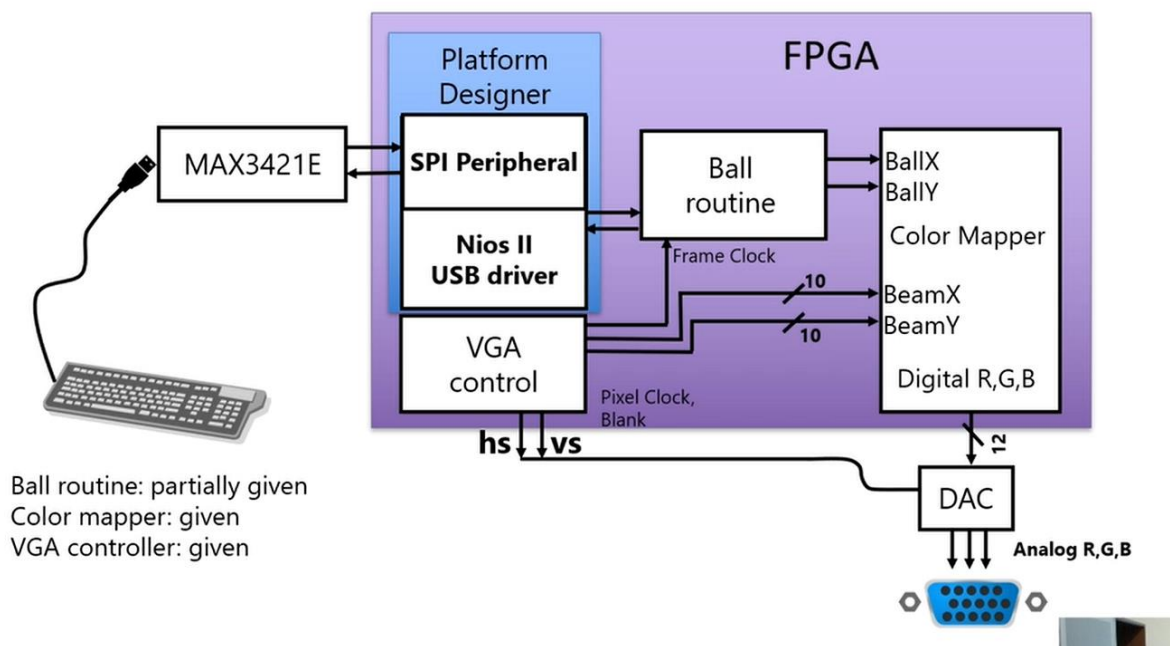 FPGA
Platform
Designer
MAX3421E
SPI Peripheral
Nios II
USB driver
Ball
routine
Frame Clock
BallX
BallY
Color Mapper
BeamX
BeamY
Digital R,G,B
10
10
VGA
control
Pixel Clock,
Blank
hs vs
12
DAC
Analog R,G,B
Ball routine: partially given
Color mapper: given
VGA controller: given